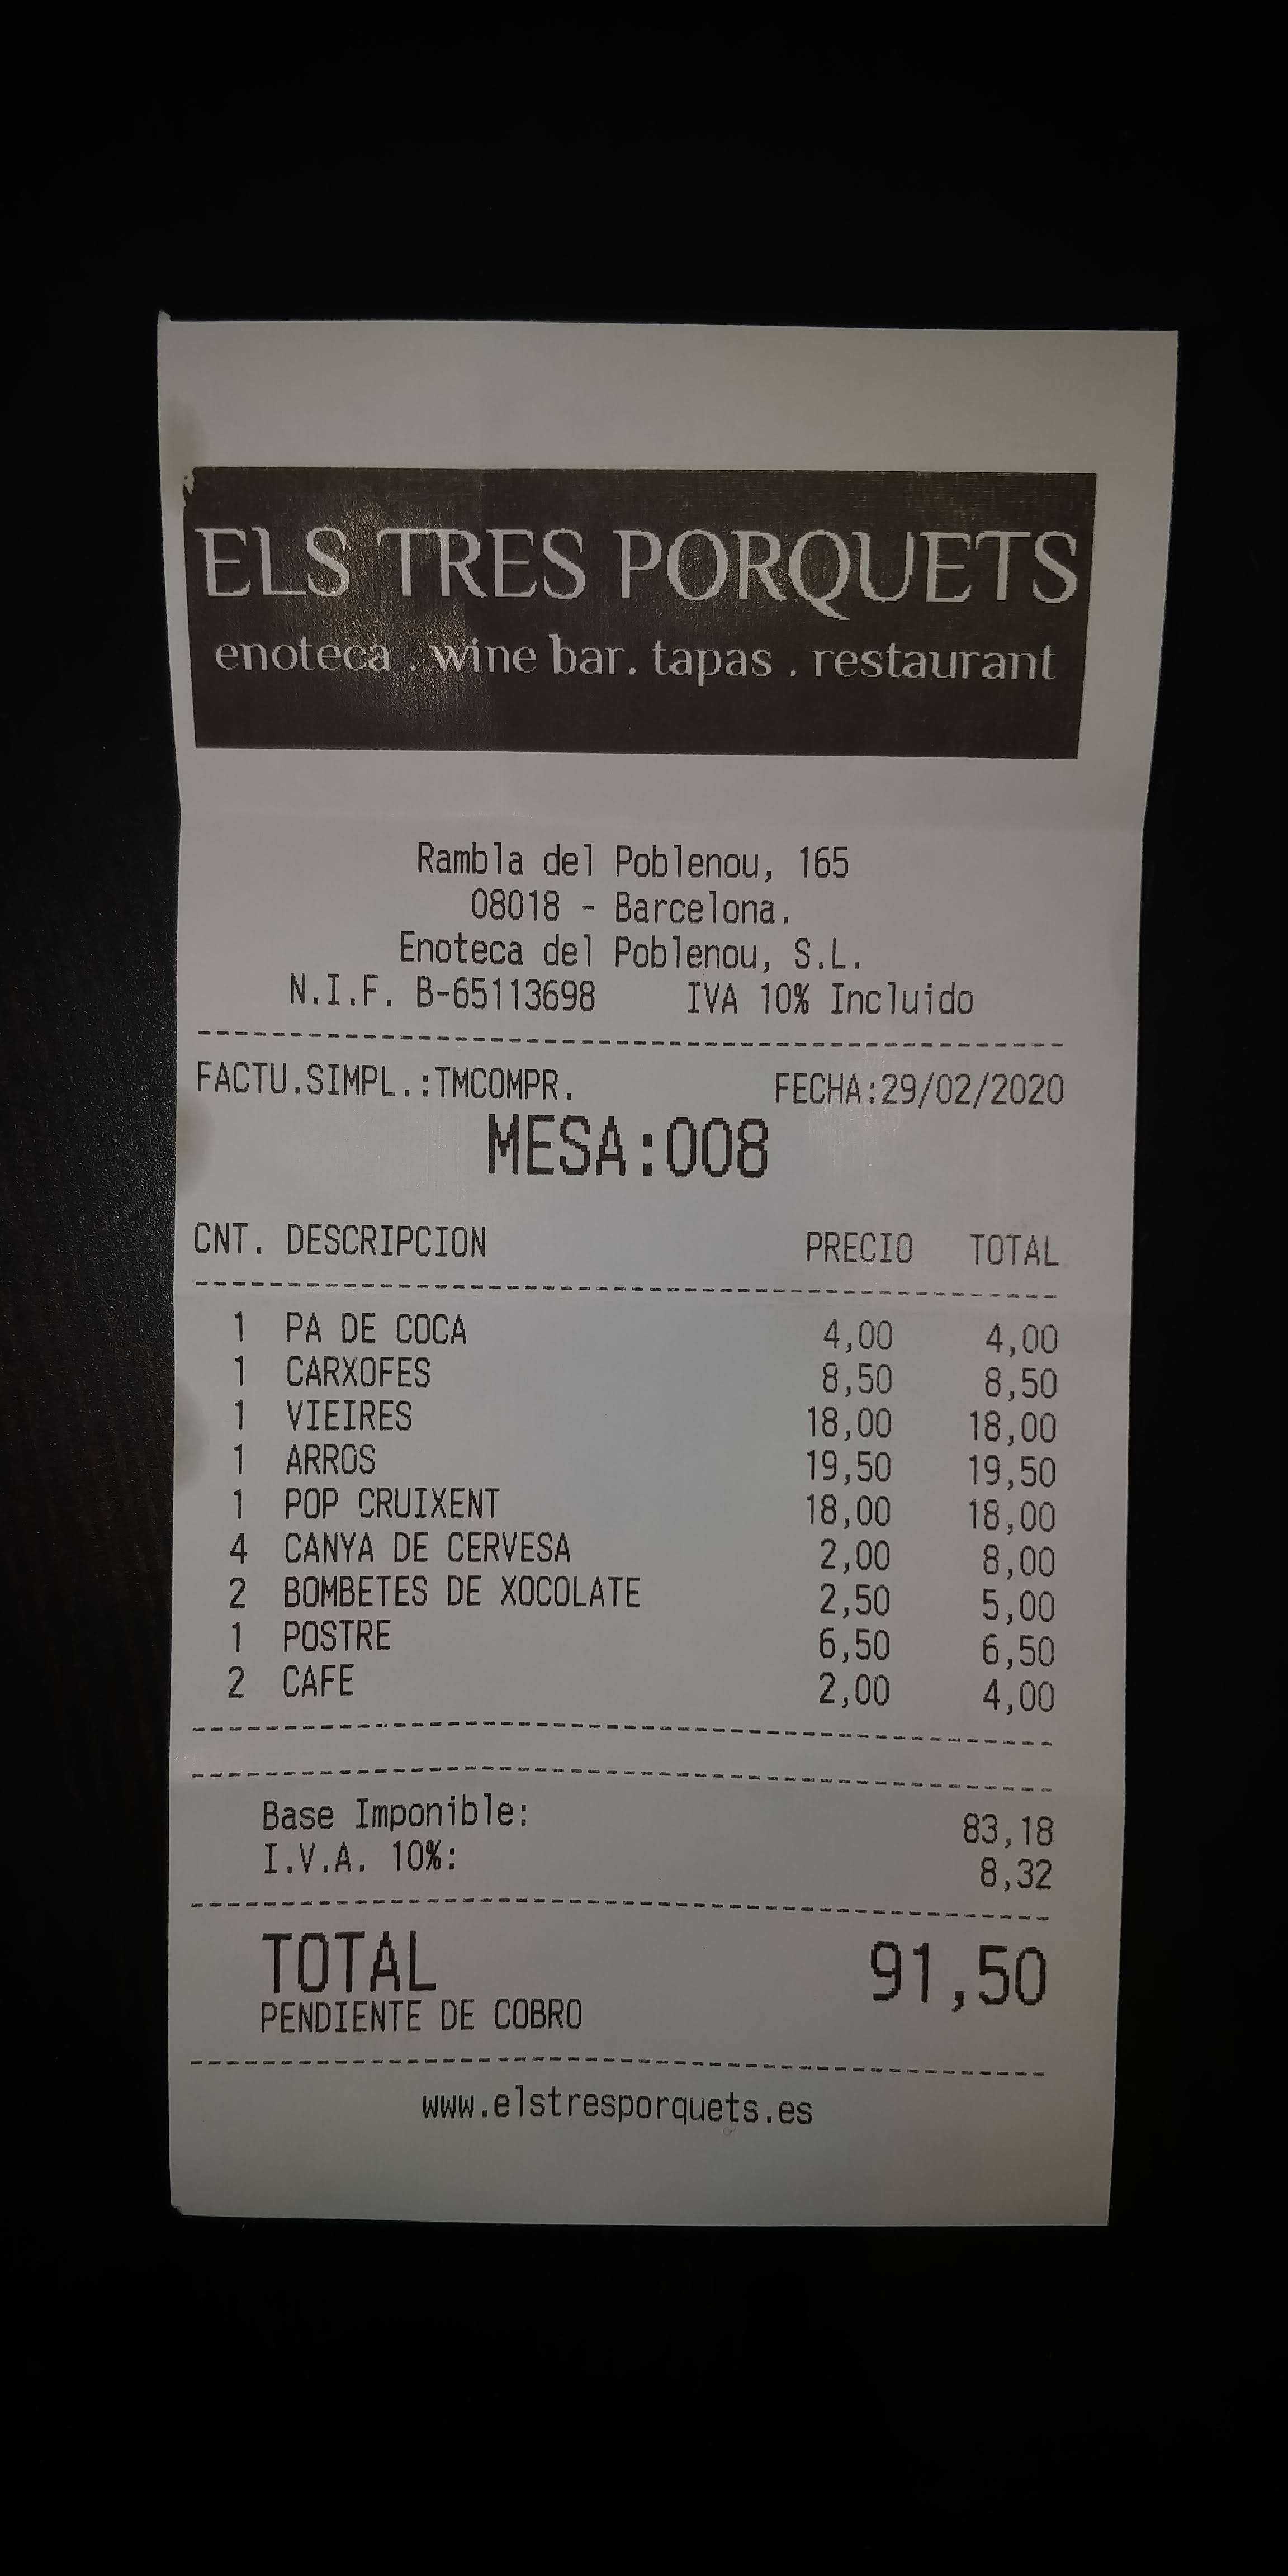 ELS TRES PORQUETS
enoteca . wine bar. tapas . restaurant
Rambla del Poblenou, 165
08018 - Barcelona.
Enoteca del Poblenou, S.L.
N.I.F. B-65113698 IVA 10% Incluido
FACTU.SIMPL.:TMCOMPR. FECHA:29/02/2020
MESA:008
CNT. DESCRIPCION PRECIO TOTAL
1 PA DE COCA 4,00 4,00
1 CARXOFES 8,50 8,50
1 VIEIRES 18,00 18,00
1 ARROS 19,50 19,50
1 POP CRUIXENT 18,00 18,00
4 CANYA DE CERVESA 2,00 8,00
2 BOMBETES DE XOCOLATE 2,50 5,00
1 POSTRE 6,50 6,50
2 CAFE 2,00 4,00
Base Imponible: 83,18
I.V.A. 10%: 8,32
TOTAL 91,50
PENDIENTE DE COBRO
www.elstresporquets.es